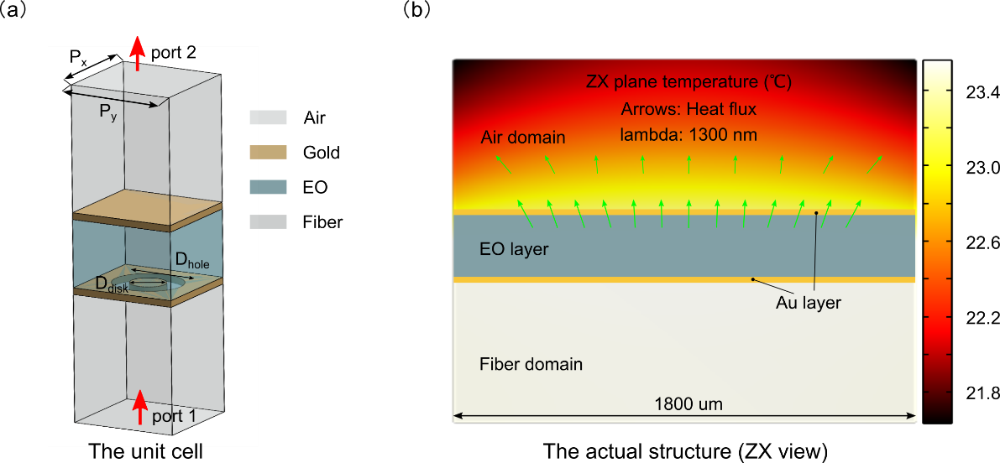 (a)
port 2
Px
Py
Air
Gold
EO
Fiber
Dhole
Ddisk
port 1
The unit cell
(b)
ZX plane temperature (℃)
Arrows: Heat flux
lambda: 1300 nm
Air domain
EO layer
Au layer
Fiber domain
1800 um
23.4
23.0
22.6
22.2
21.8
The actual structure (ZX view)